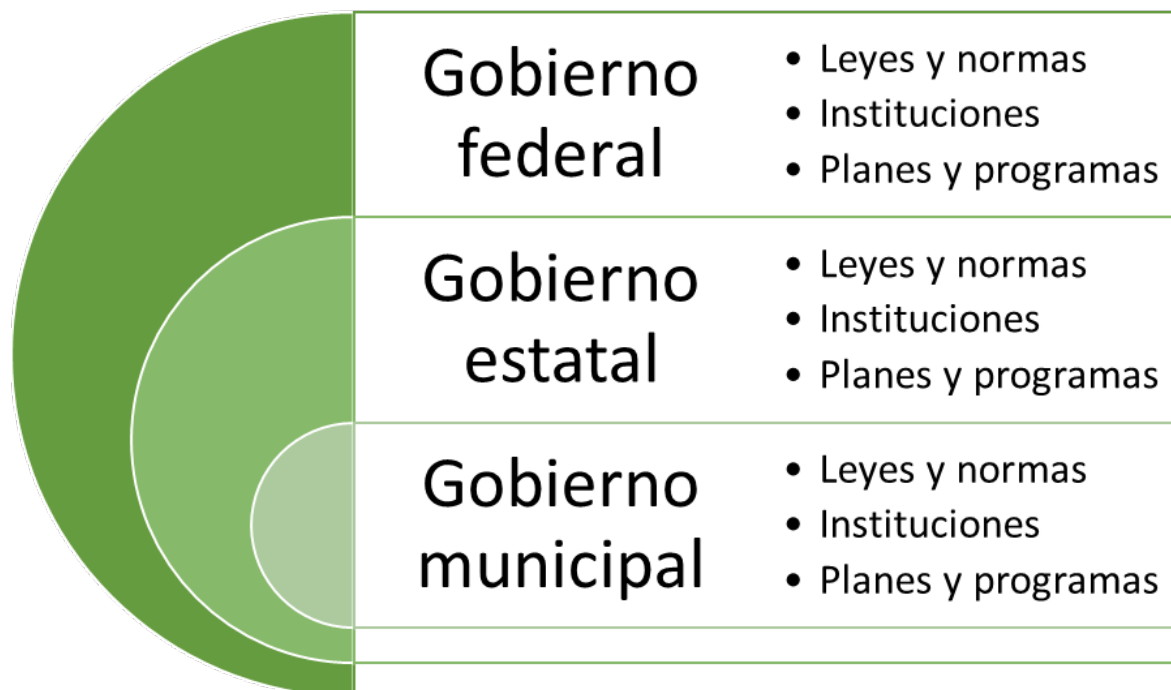 Gobierno
federal
• Leyes y normas
• Instituciones
• Planes y programas
Gobierno
estatal
• Leyes y normas
• Instituciones
• Planes y programas
Gobierno
municipal
• Leyes y normas
• Instituciones
• Planes y programas